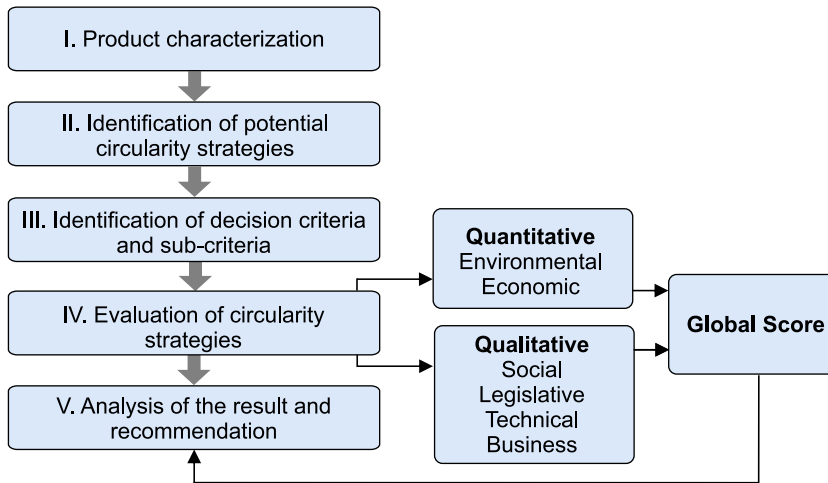 I. Product characterization
II. Identification of potential
circularity strategies
III. Identification of decision criteria
and sub-criteria
IV. Evaluation of circularity
strategies
V. Analysis of the result and
recommendation
Quantitative
Environmental
Economic
Qualitative
Social
Legislative
Technical
Business
Global Score